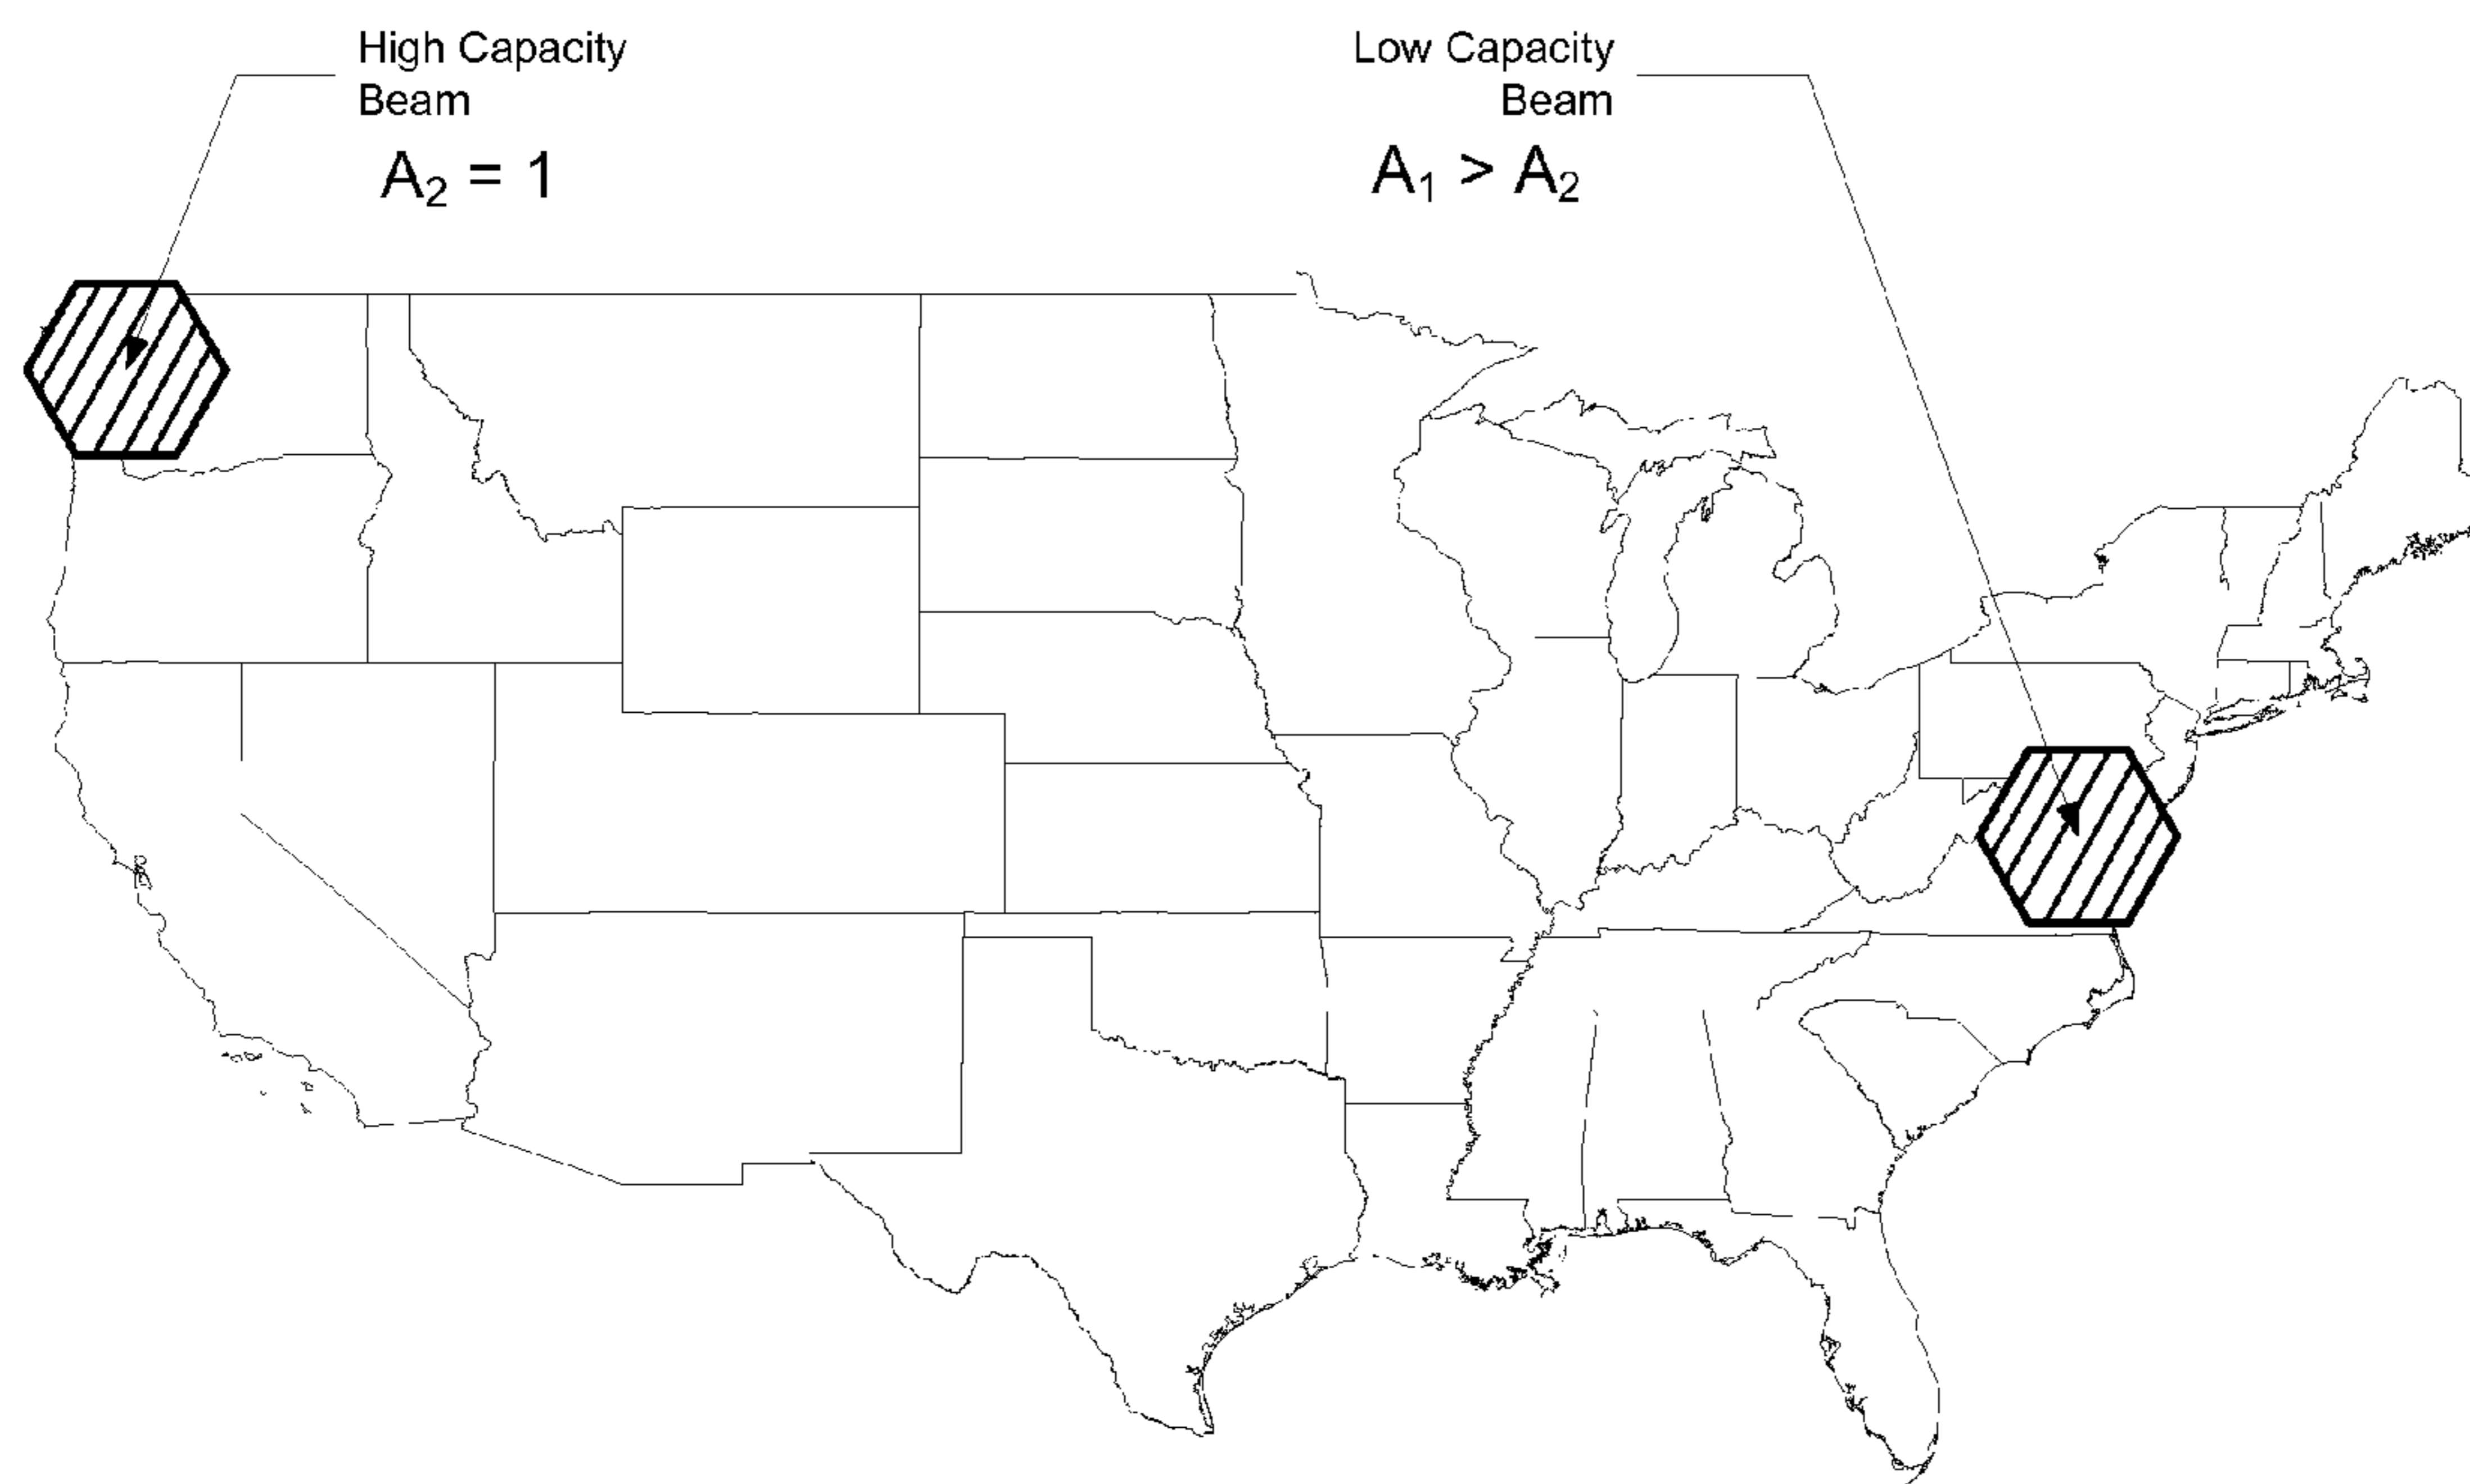 High Capacity
Beam
A₂ = 1
Low Capacity
Beam
A₁ > A₂